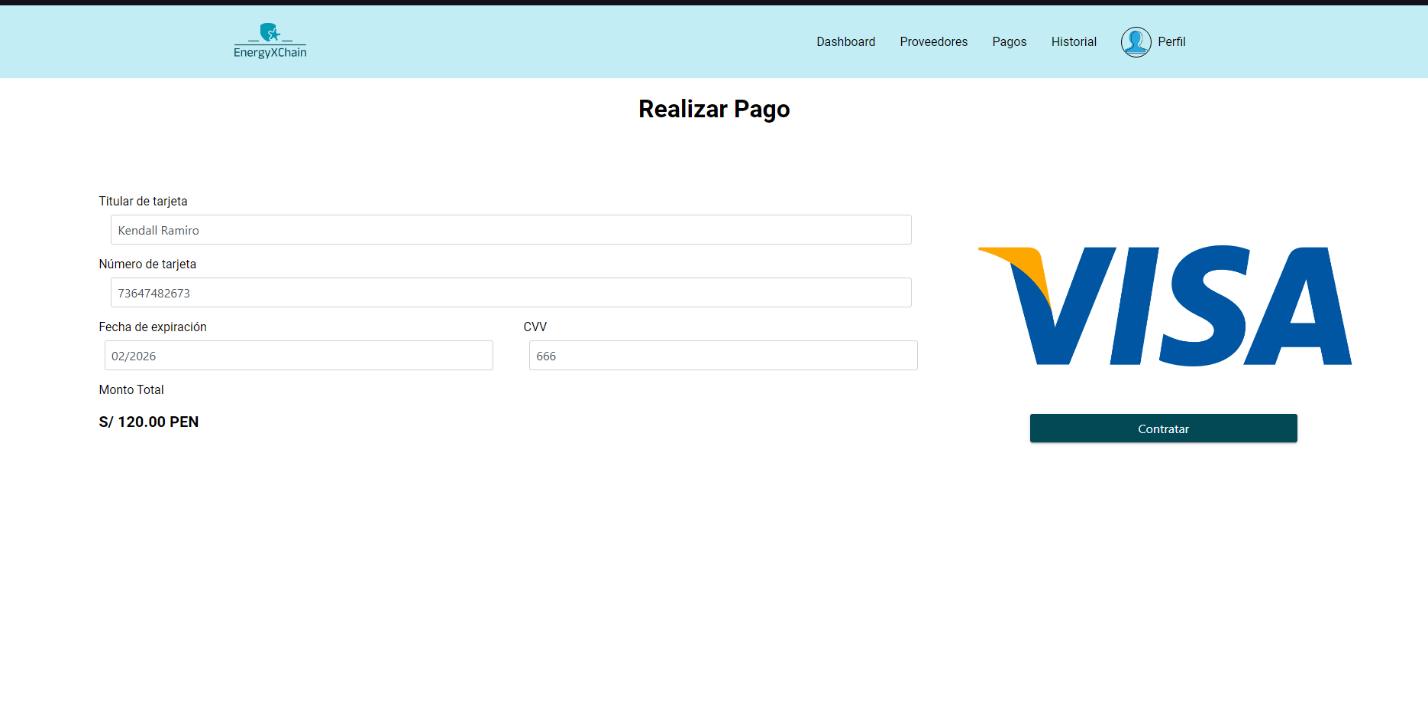 EnergyXChain
Dashboard Proveedores Pagos Historial Perfil
Realizar Pago
Titular de tarjeta
Kendall Ramiro
Número de tarjeta
73647482673
Fecha de expiración CVV
02/2026 666
Monto Total
S/ 120.00 PEN
VISA
Contratar